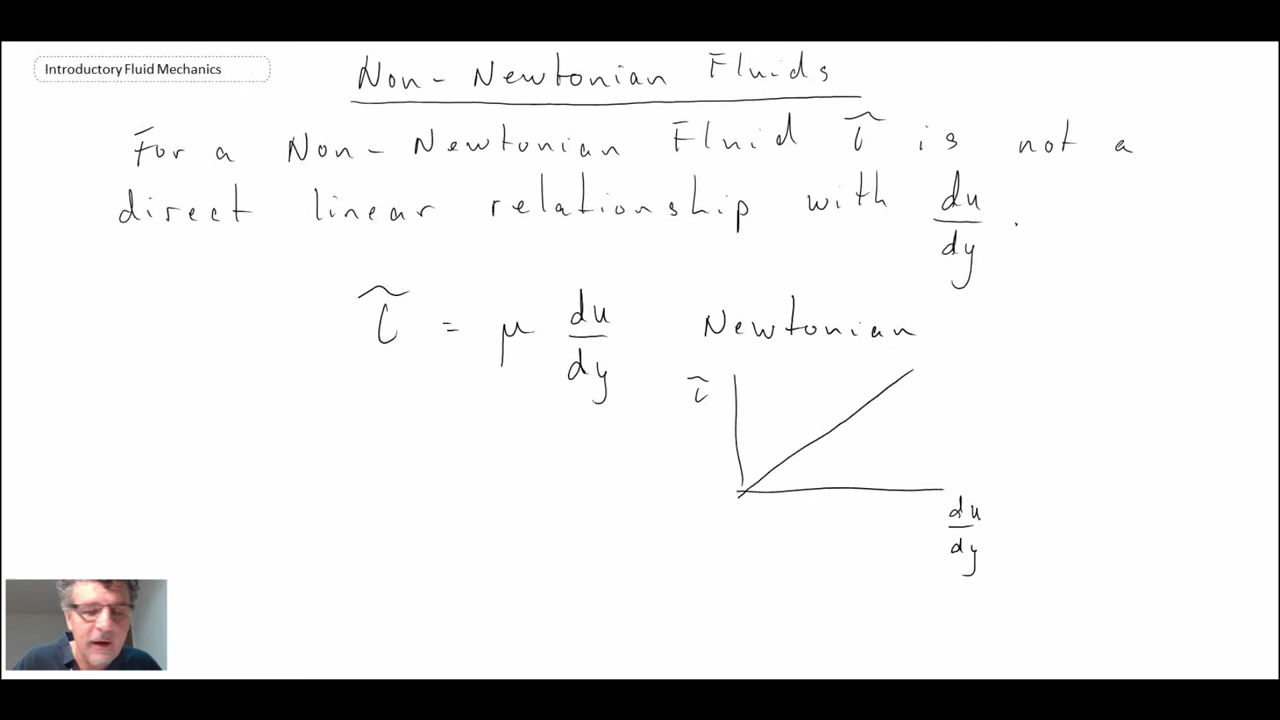 Introductory Fluid Mechanics
Non-Newtonian Fluids
For a Non-Newtonian Fluid τ is not a
direct linear relationship with du/dy.
τ = μ du/dy Newtonian
τ
du/dy